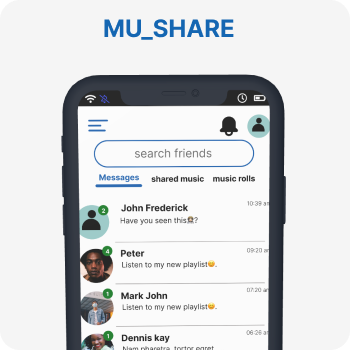 MU_SHARE
search friends
Messages shared music music rolls
John Frederick 10:39 am
2
Have you seen this🤦?
4
Peter 09:20 am
Listen to my new playlist😊.
1
Mark John 07:20 am
Listen to my new playlist😊.
1
Dennis kay 06:26 am
Nam pharetra, tortor eget